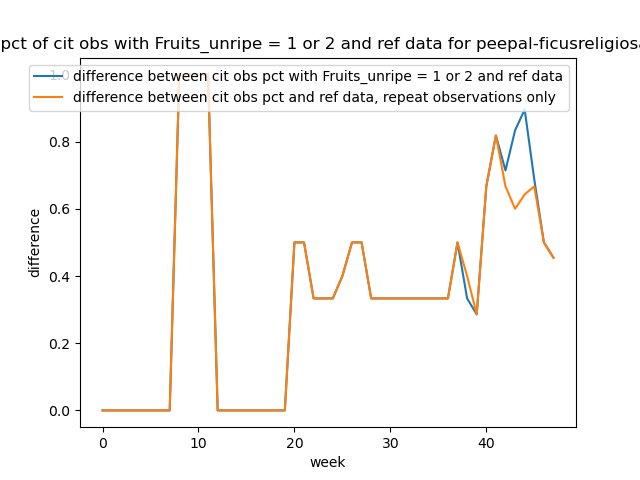 pct of cit obs with Fruits_unripe = 1 or 2 and ref data for peepal-ficusreligiosa
difference between cit obs pct with Fruits_unripe = 1 or 2 and ref data
difference between cit obs pct and ref data, repeat observations only
difference
1.0
0.8
0.6
0.4
0.2
0.0
0
10
20
30
40
week